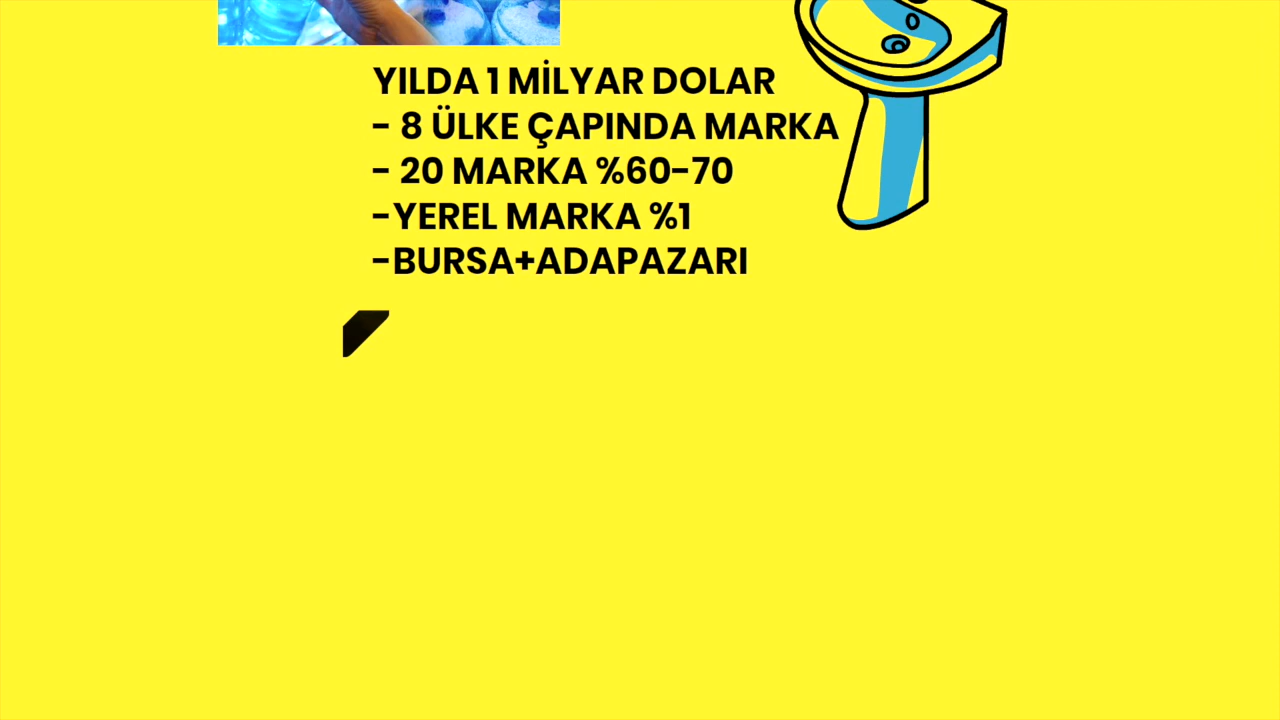 YILDA 1 MİLYAR DOLAR
- 8 ÜLKE ÇAPINDA MARKA
- 20 MARKA %60-70
-YEREL MARKA %1
-BURSA+ADAPAZARI